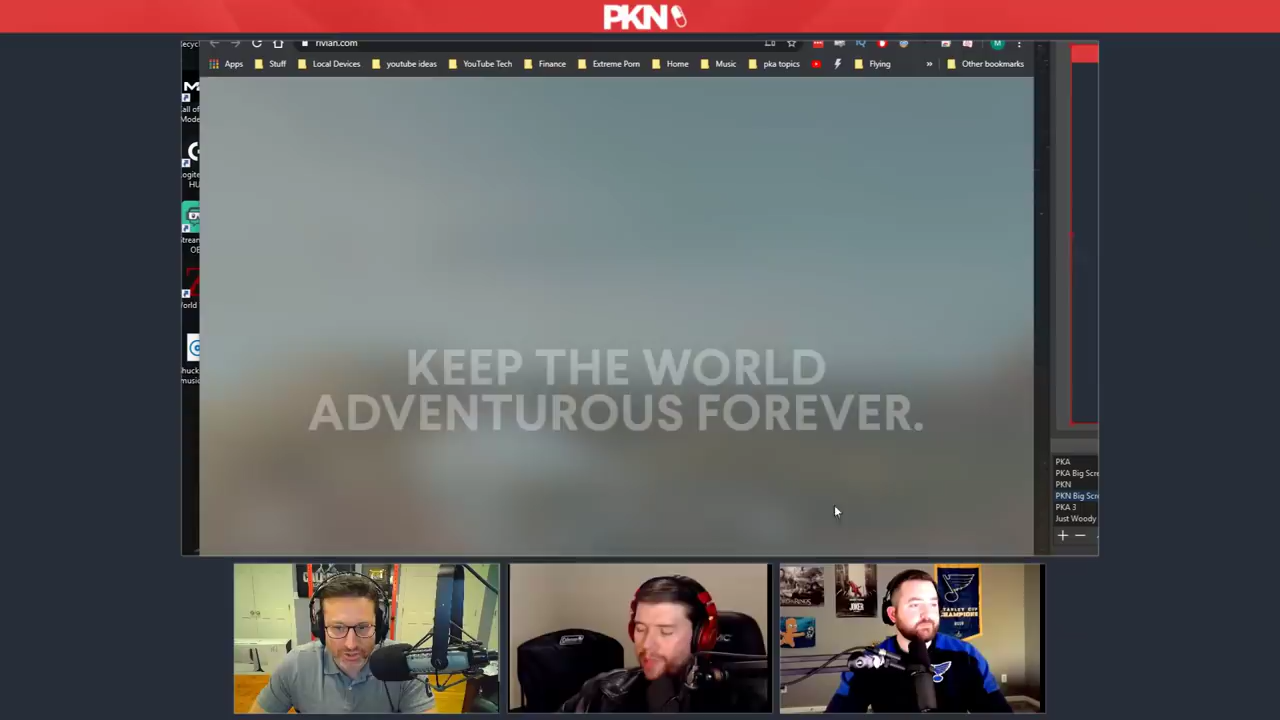 PKN
rivian.com
Apps Stuff Local Devices youtube ideas YouTube Tech Finance Extreme Porn Home Music pka topics Flying » Other bookmarks
KEEP THE WORLD
ADVENTUROUS FOREVER.
PKA
PKA Big Scre
PKN
PKN Big Scre
PKA 3
Just Woody
JOKER